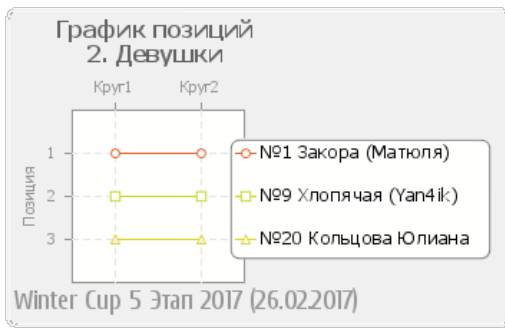 График позиций
2. Девушки
Круг1 Круг2
Позиция
1
2
3
№1 Закора (Матюля)
№9 Хлопячая (Yan4ik)
№20 Кольцова Юлиана
Winter Cup 5 Этап 2017 (26.02.2017)